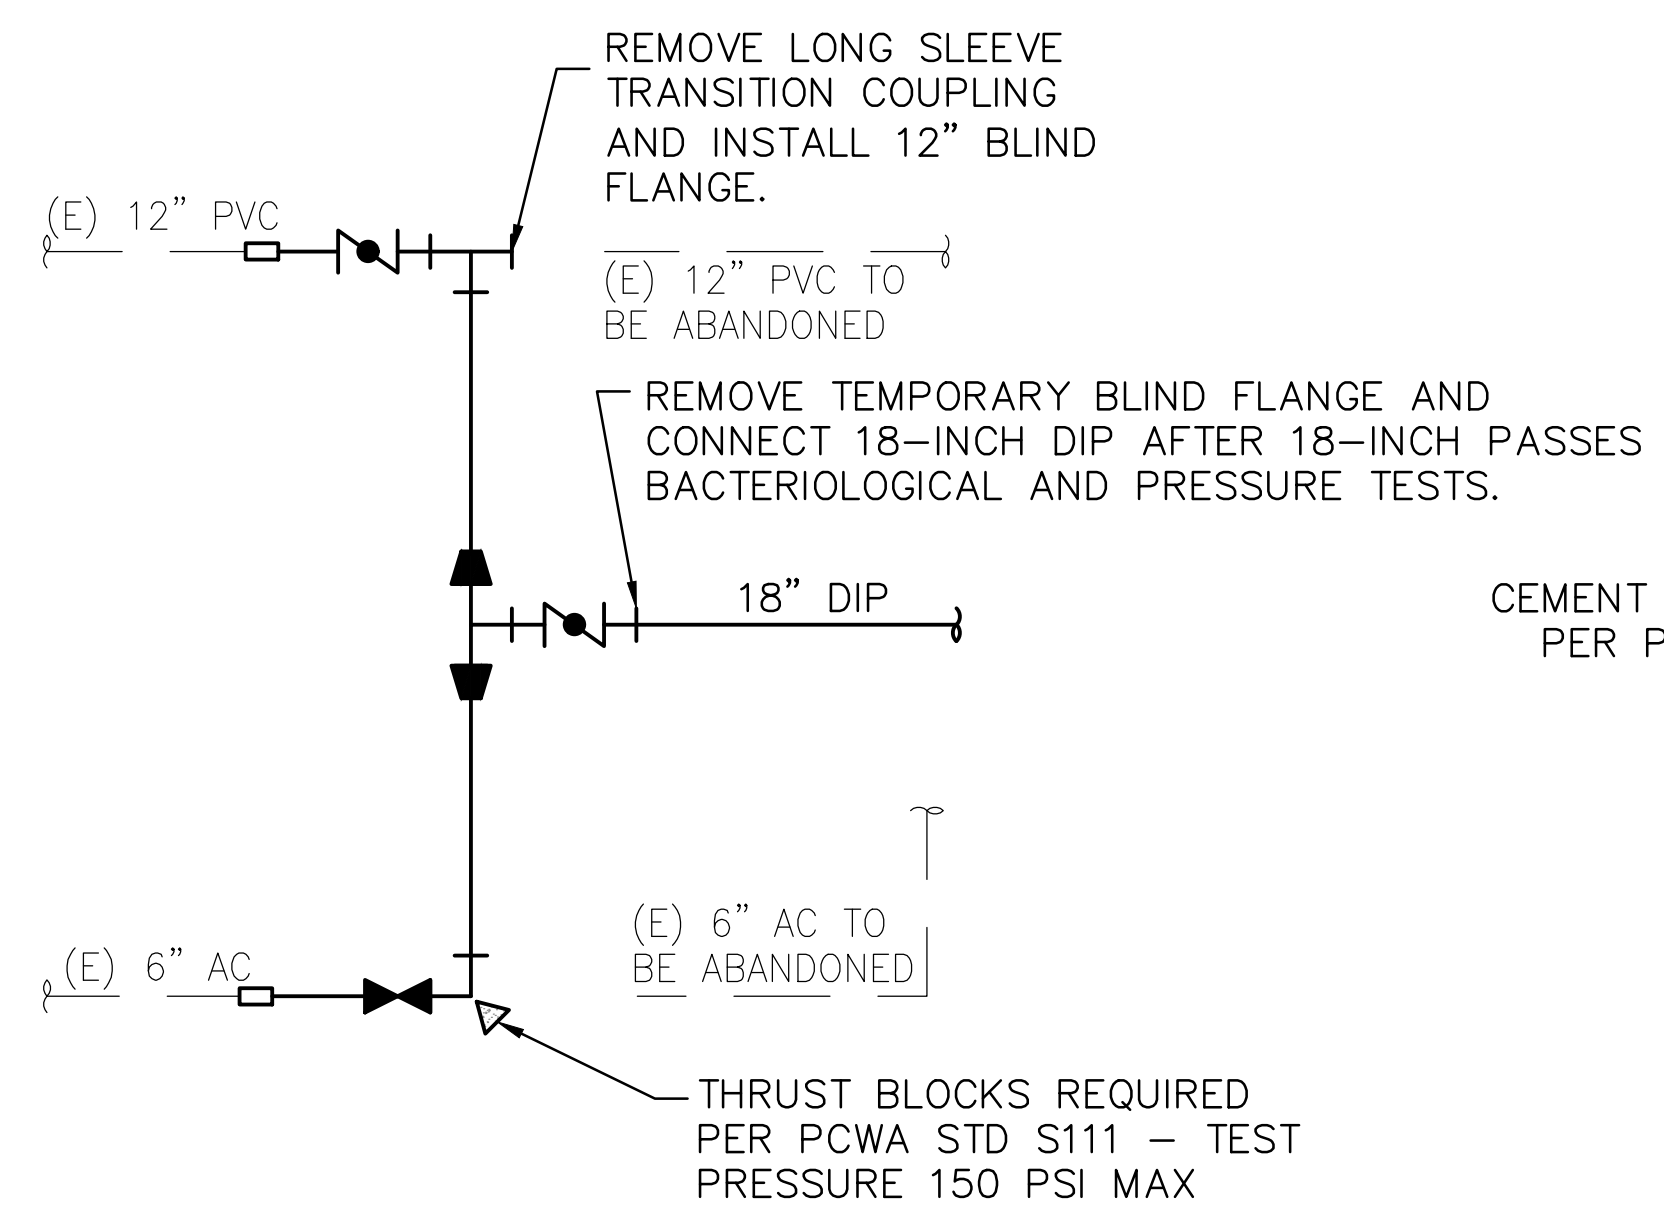 REMOVE LONG SLEEVE
TRANSITION COUPLING
AND INSTALL 12" BLIND
FLANGE.
(E) 12" PVC
(E) 12" PVC TO
BE ABANDONED
REMOVE TEMPORARY BLIND FLANGE AND
CONNECT 18-INCH DIP AFTER 18-INCH PASSES
BACTERIOLOGICAL AND PRESSURE TESTS.
18" DIP
CEMENT
PER P
(E) 6" AC TO
BE ABANDONED
(E) 6" AC
THRUST BLOCKS REQUIRED
PER PCWA STD S111 – TEST
PRESSURE 150 PSI MAX